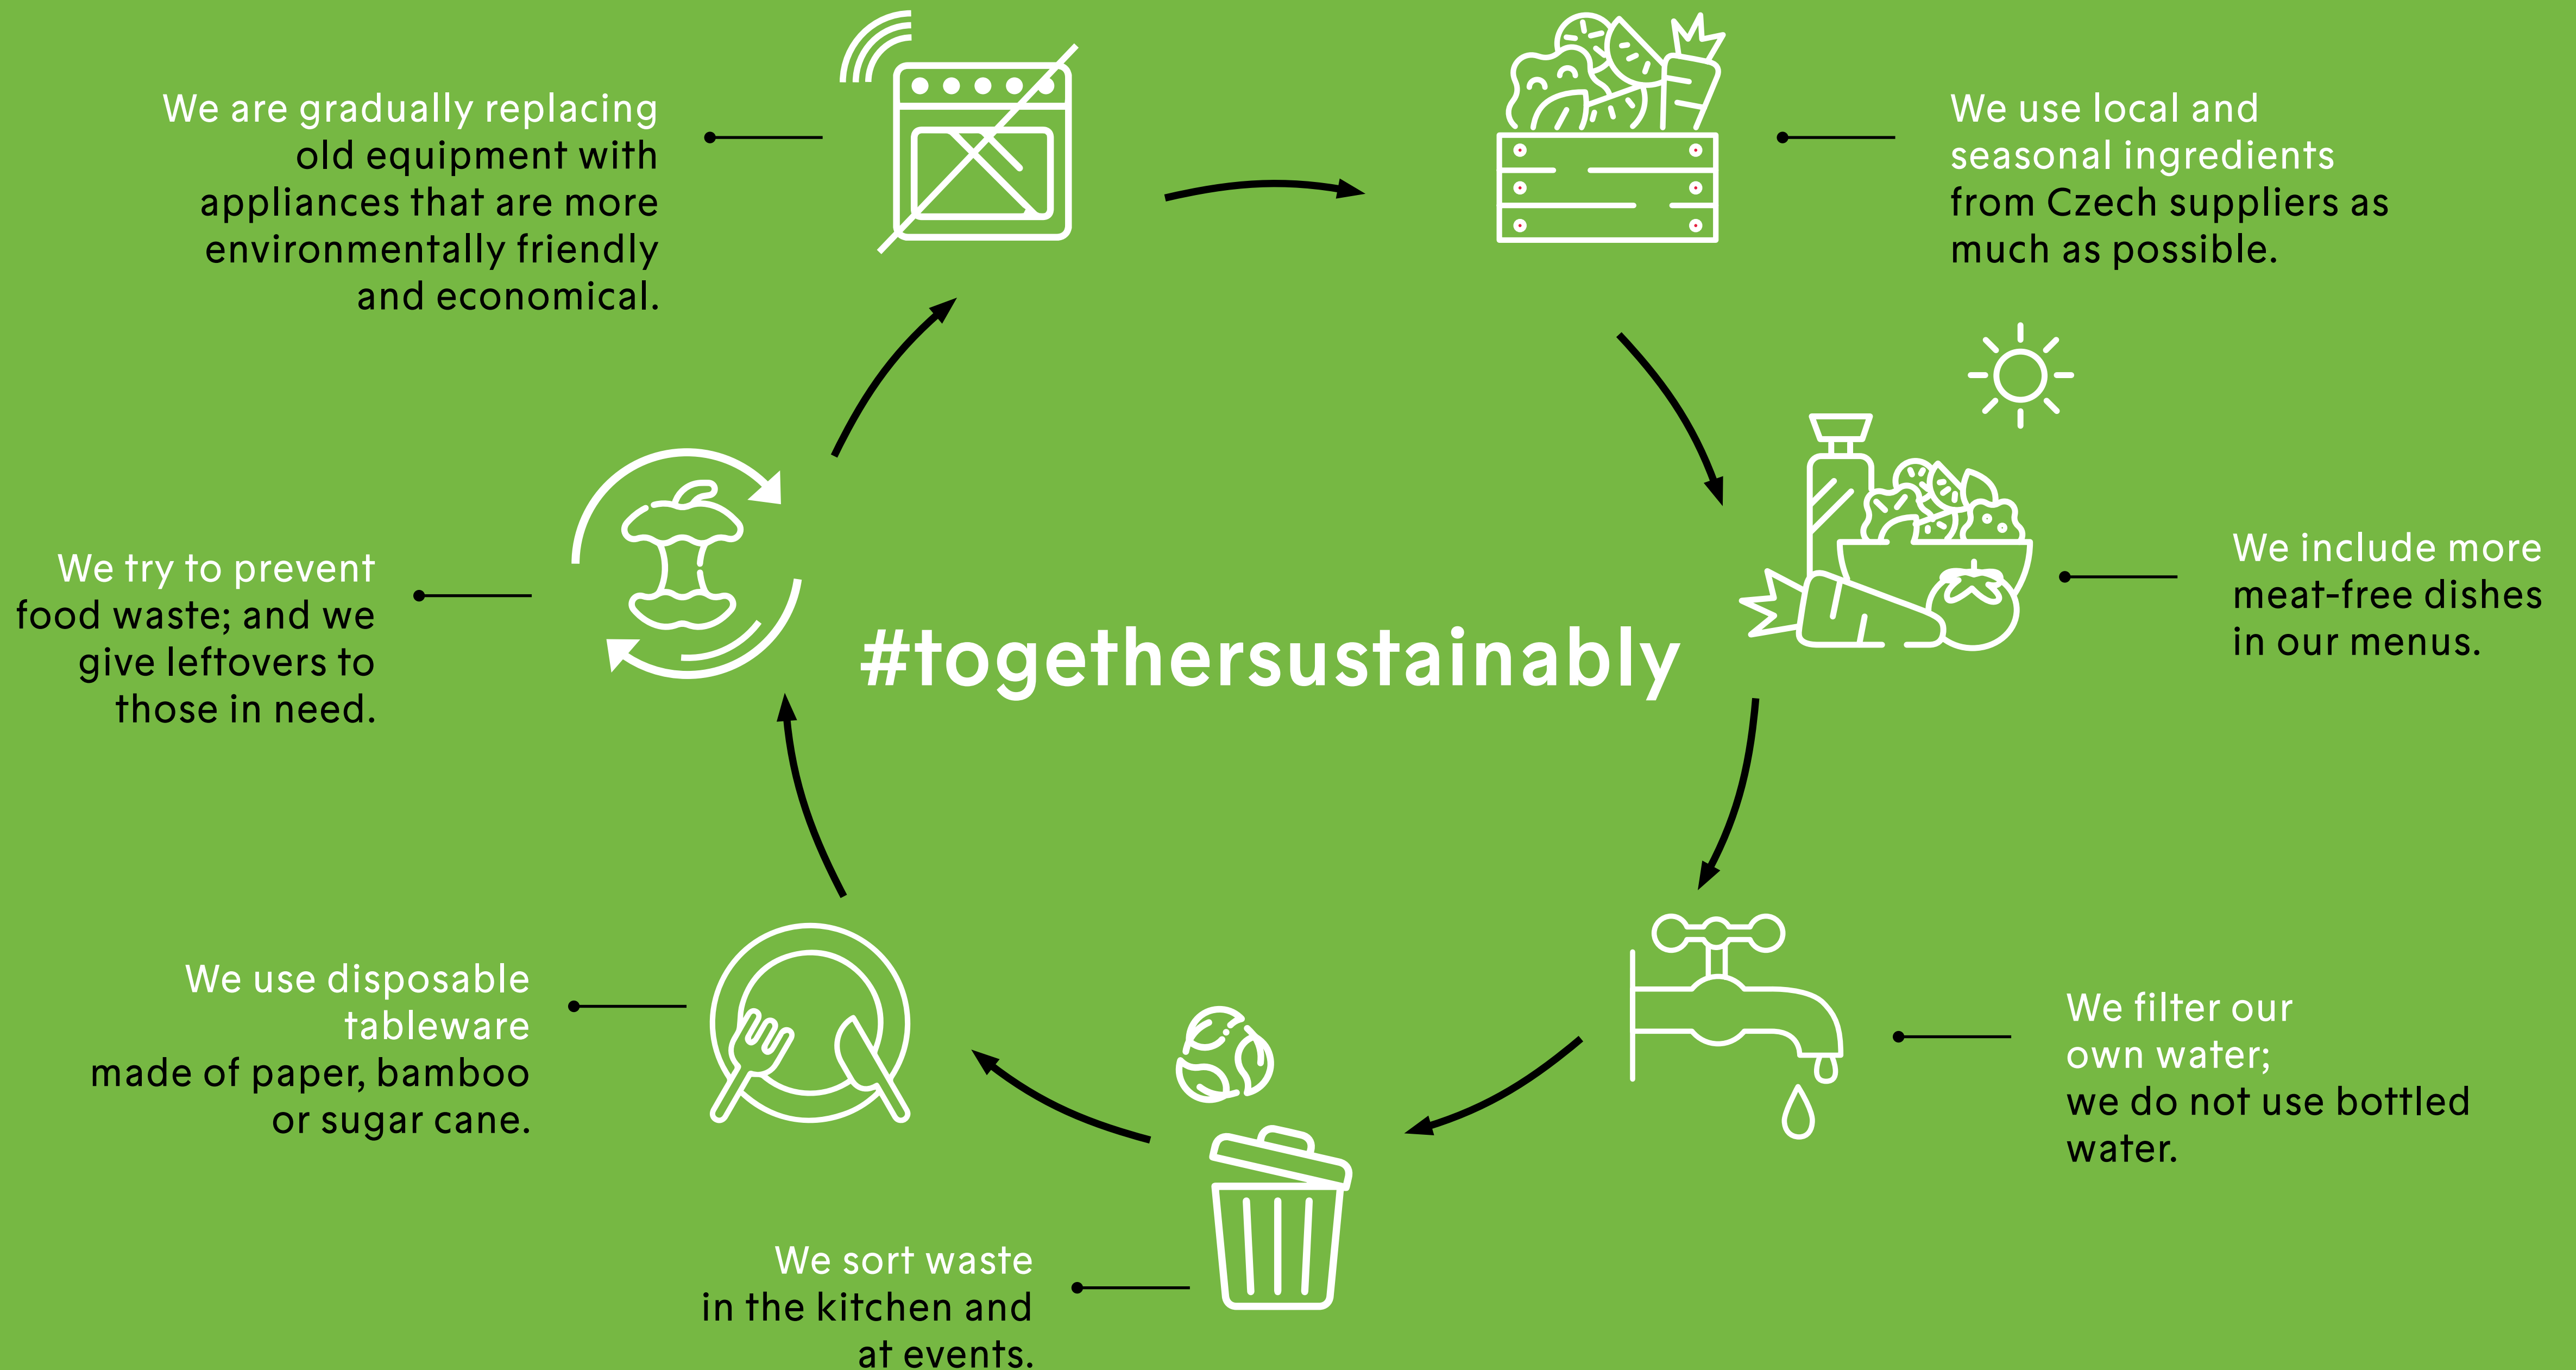 We are gradually replacing
old equipment with
appliances that are more
environmentally friendly
and economical.
We use local and
seasonal ingredients
from Czech suppliers as
much as possible.
We include more
meat-free dishes
in our menus.
We try to prevent
food waste; and we
give leftovers to
those in need.
#togethersustainably
We use disposable
tableware
made of paper, bamboo
or sugar cane.
We filter our
own water;
we do not use bottled
water.
We sort waste
in the kitchen and
at events.